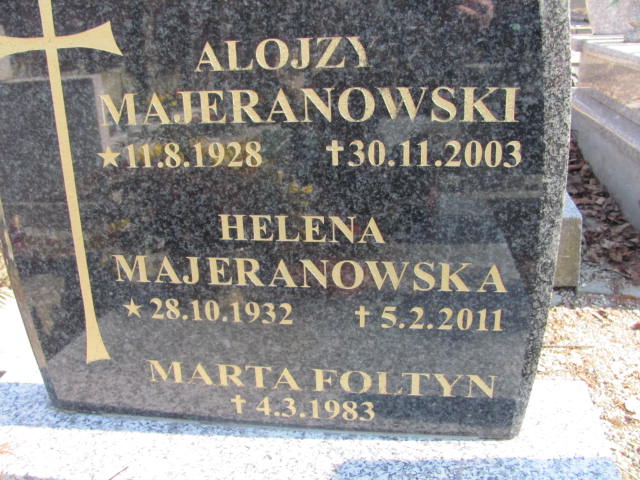 ALOJZY
MAJERANOWSKI
★11.8.1928 †30.11.2003
HELENA
MAJERANOWSKA
★28.10.1932 †5.2.2011
MARTA FOLTYN
†4.3.1983